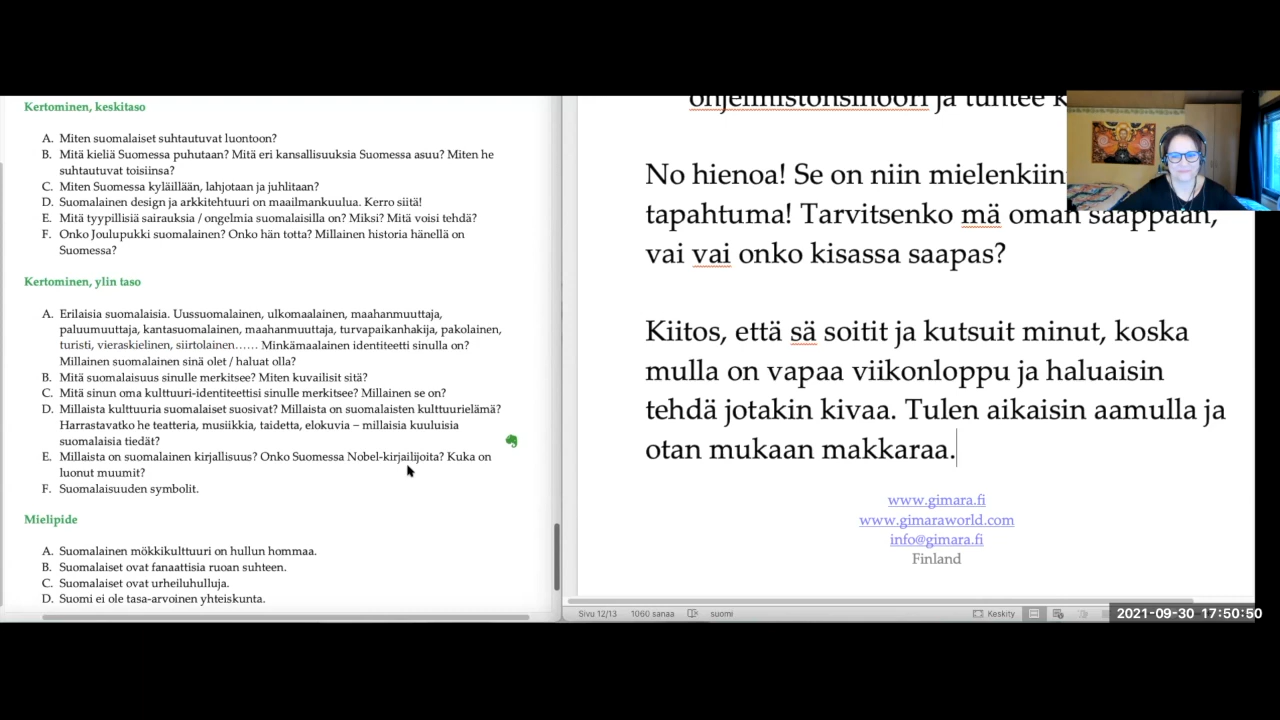 Kertominen, keskitaso
A. Miten suomalaiset suhtautuvat luontoon?
B. Mitä kieliä Suomessa puhutaan? Mitä eri kansallisuuksia Suomessa asuu? Miten he
suhtautuvat toisiinsa?
C. Miten Suomessa kyläillään, lahjotaan ja juhlitaan?
D. Suomalainen design ja arkkitehtuuri on maailmankuulua. Kerro siitä!
E. Mitä tyypillisiä sairauksia / ongelmia suomalaisilla on? Miksi? Mitä voisi tehdä?
F. Onko Joulupukki suomalainen? Onko hän totta? Millainen historia hänellä on
Suomessa?
Kertominen, ylin taso
A. Erilaisia suomalaisia. Uussuomalainen, ulkomaalainen, maahanmuuttaja,
paluumuuttaja, kantasuomalainen, maahanmuuttaja, turvapaikanhakija, pakolainen,
turisti, vieraskielinen, siirtolainen…… Minkämaalainen identiteetti sinulla on?
Millainen suomalainen sinä olet / haluat olla?
B. Mitä suomalaisuus sinulle merkitsee? Miten kuvailisit sitä?
C. Mitä sinun oma kulttuuri-identiteettisi sinulle merkitsee? Millainen se on?
D. Millaista kulttuuria suomalaiset suosivat? Millaista on suomalaisten kulttuurielämä?
Harrastavatko he teatteria, musiikkia, taidetta, elokuvia – millaisia kuuluisia
suomalaisia tiedät?
E. Millaista on suomalainen kirjallisuus? Onko Suomessa Nobel-kirjailijoita? Kuka on
luonut muumit?
F. Suomalaisuuden symbolit.
Mielipide
A. Suomalainen mökkikulttuuri on hullun hommaa.
B. Suomalaiset ovat fanaattisia ruoan suhteen.
C. Suomalaiset ovat urheiluhulluja.
D. Suomi ei ole tasa-arvoinen yhteiskunta.
ohjelmistoinsinööri ja tuntee
No hienoa! Se on niin
tapahtuma! Tarvitsenko mä oman saappaan,
vai vai onko kisassa saapas?
Kiitos, että sä soitit ja kutsuit minut, koska
mulla on vapaa viikonloppu ja haluaisin
tehdä jotakin kivaa. Tulen aikaisin aamulla ja
otan mukaan makkaraa.
www.gimara.fi
www.gimaraworld.com
info@gimara.fi
Finland
Sivu 12/13 1060 sanaa suomi Keskity
2021-09-30 17:50:50